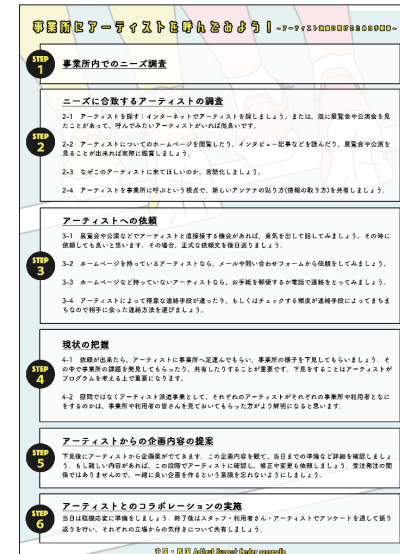 事業所にアーティストを呼んでみよう！
STEP 1
事業所内でのニーズ調査
STEP 2
ニーズに合致するアーティストの調査
2-1 アーティストを探す：インターネットでアーティストを探しましょう。または、既に展覧会や公演会を見
たことがあって、呼んでみたいアーティストがいれば尚良いです。
2-2 アーティストについてのホームページを閲覧したり、インタビュー記事などを読んだり、展覧会や公演を
見ることが出来れば実際に鑑賞しましょう。
2-3 なぜこのアーティストに来てほしいのか、言語化しましょう。
2-4 アーティストを事業所に呼ぶという視点で、新しいアンテナの貼り方(情報の取り方)を共有しましょう。
STEP 3
アーティストへの依頼
3-1 展覧会や公演などでアーティストと直接接する機会があれば、勇気を出して話してみましょう。その時に
依頼しても良いと思います。その場合、正式な依頼文を後日送りましょう。
3-2 ホームページを持っているアーティストなら、メールや問い合わせフォームから依頼をしてみましょう。
3-3 ホームページなど持っていないアーティストなら、お手紙を郵便するか電話で連絡をとってみましょう。
3-4 アーティストによって得意な連絡手段が違ったり、もしくはチェックする頻度が連絡手段によってまちま
ちなので相手に会った連絡方法を選びましょう。
STEP 4
現状の把握
4-1 依頼が出来たら、アーティストに事業所へ足運んでもらい、事業所の様子を下見してもらいましょう。そ
の中で事業所の課題を発見してもらったり、共有したりすることが重要です。下見をすることはアーティストが
プログラムを考える上で重要になります。
4-2 慰問ではなくアーティスト派遣事業として、それぞれのアーティストがそれぞれの事業所や利用者となに
をするのかは、事業所や利用者の皆さんを見ておいてもらった方がより鮮明になると思います。
STEP 5
アーティストからの企画内容の提案
下見後にアーティストから企画案がでてきます。この企画内容を観て、当日までの準備など詳細を確認しましょ
う。もし難しい内容があれば、この段階でアーティストに確認し、修正や変更も依頼しましょう。受注発注の関
係ではありませんので、一緒に良い企画を作るという意識を忘れないようにしましょう。
STEP 6
アーティストとのコラボレーションの実施
当日は臨機応変に準備をしましょう。終了後はスタッフ・利用者さん・アーティストでアンケートを通して振り
返りを行い、それぞれの立場からの気付きについて共有しましょう。
中国・四国 Artbrut Support Center passerelle